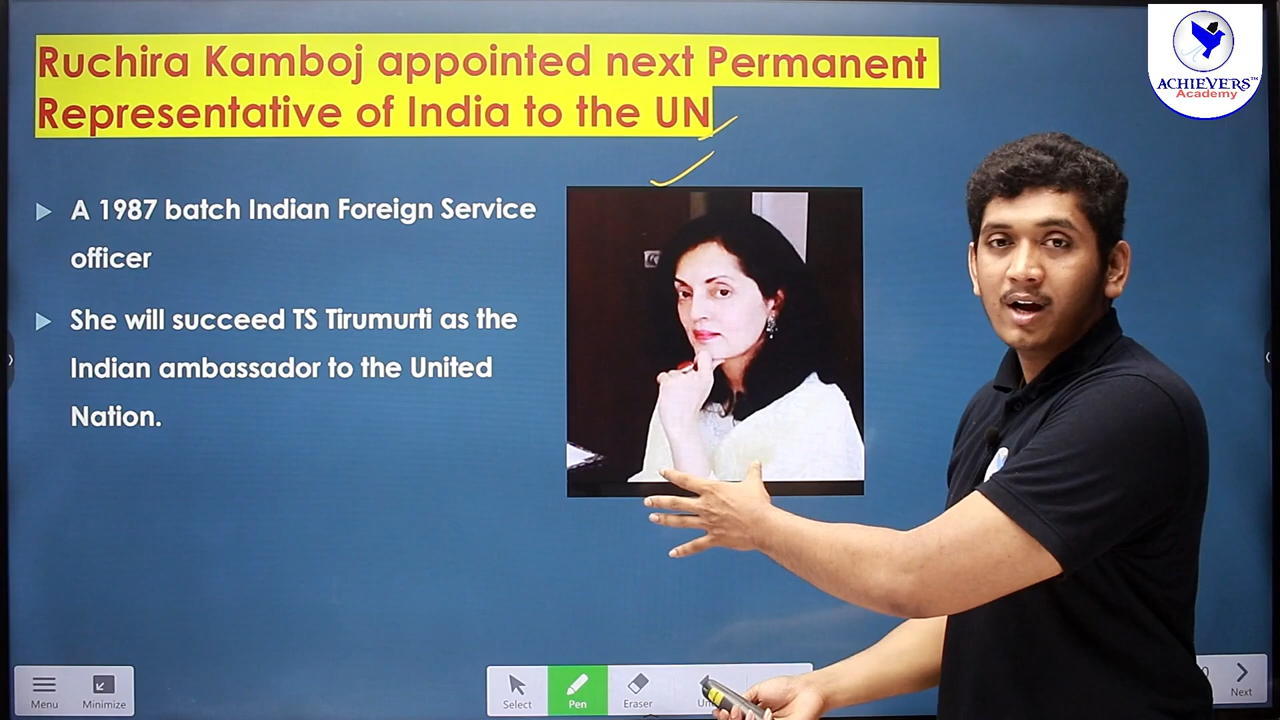 Ruchira Kamboj appointed next Permanent
Representative of India to the UN
ACHIEVERS™
Academy
A 1987 batch Indian Foreign Service
officer
She will succeed TS Tirumurti as the
Indian ambassador to the United
Nation.
Menu
Minimize
Select
Pen
Eraser
Next